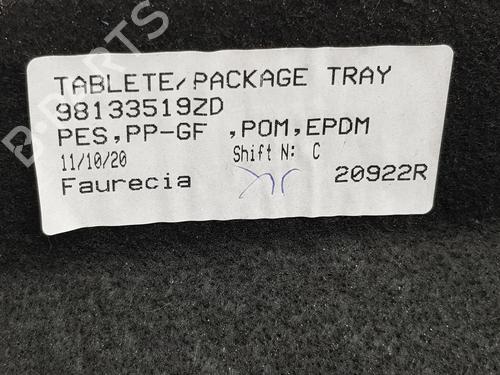 TABLETE/PACKAGE TRAY
98133519ZD
PES,PP-GF ,POM,EPDM
11/10/20 Shift N: C
Faurecia 20922R
B-PARTS